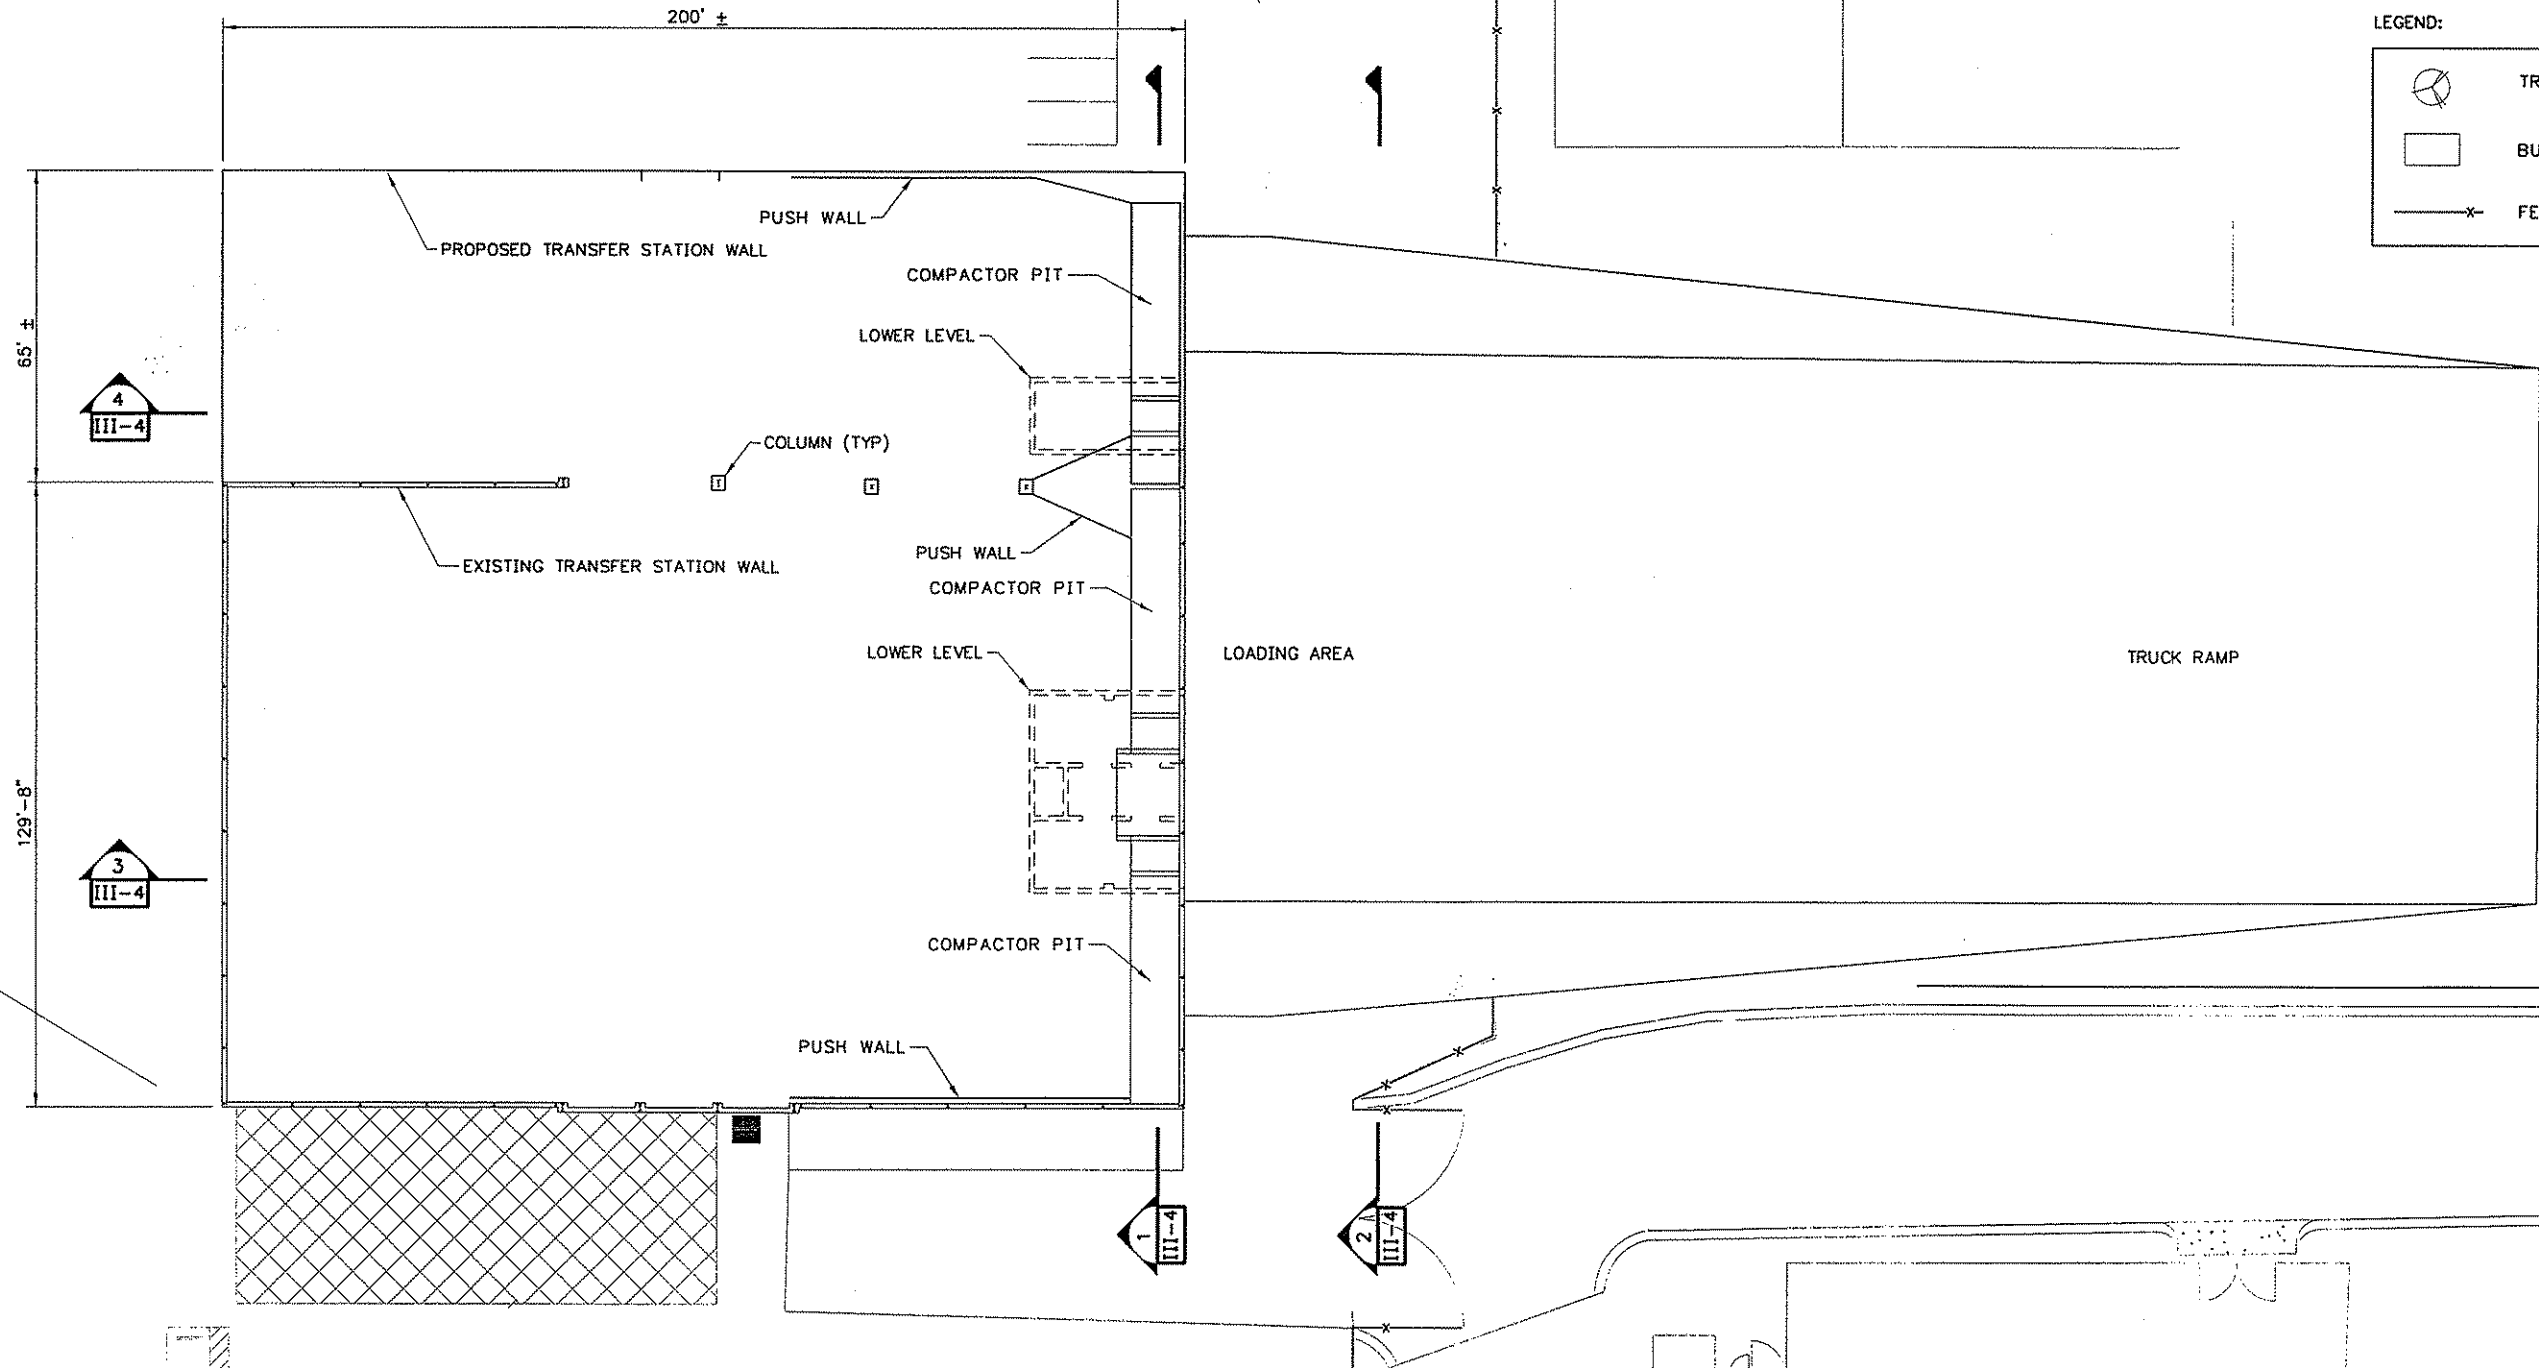 200' ±
LEGEND:
TR
BU
FE
PUSH WALL
PROPOSED TRANSFER STATION WALL
COMPACTOR PIT
LOWER LEVEL
65' ±
4
III-4
COLUMN (TYP)
PUSH WALL
EXISTING TRANSFER STATION WALL
COMPACTOR PIT
LOWER LEVEL
LOADING AREA
TRUCK RAMP
129'-8"
3
III-4
COMPACTOR PIT
PUSH WALL
1
III-4
2
III-4